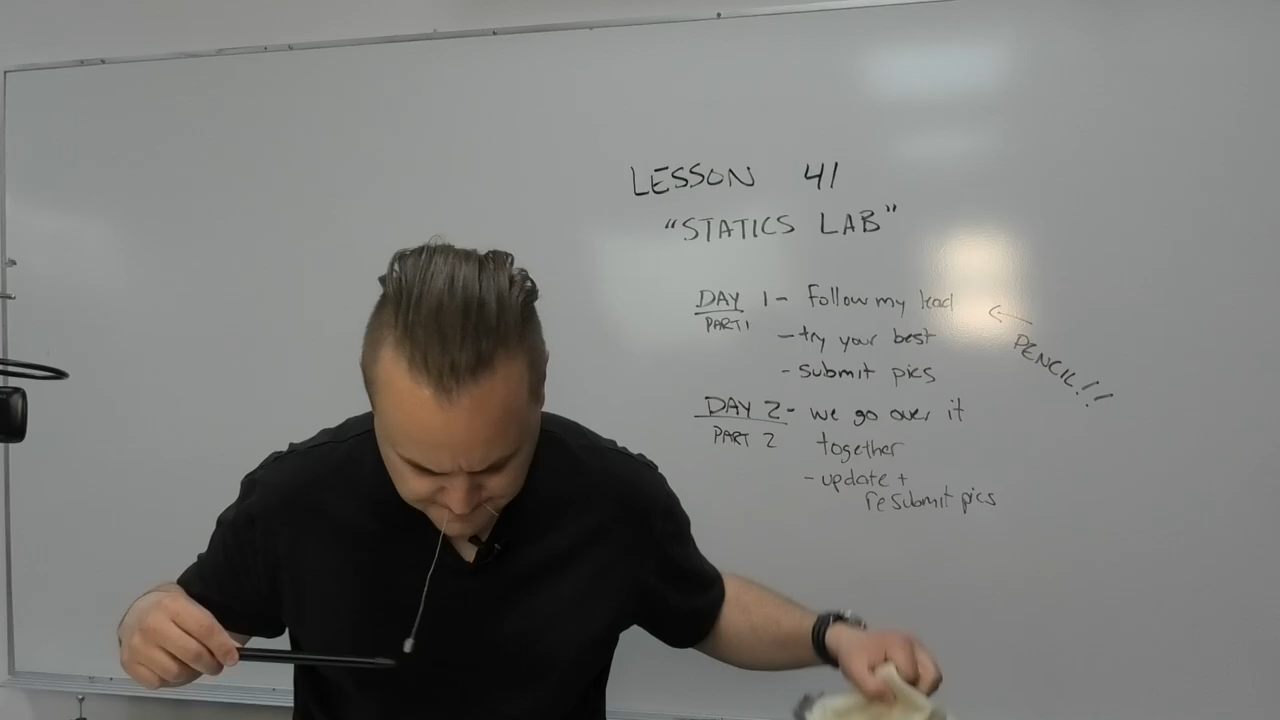 LESSON 41
"STATICS LAB"
DAY 1 - Follow my lead
PART 1
- try your best
- submit pics
PENCIL!!
DAY 2 - we go over it
PART 2 together
- update +
resubmit pics